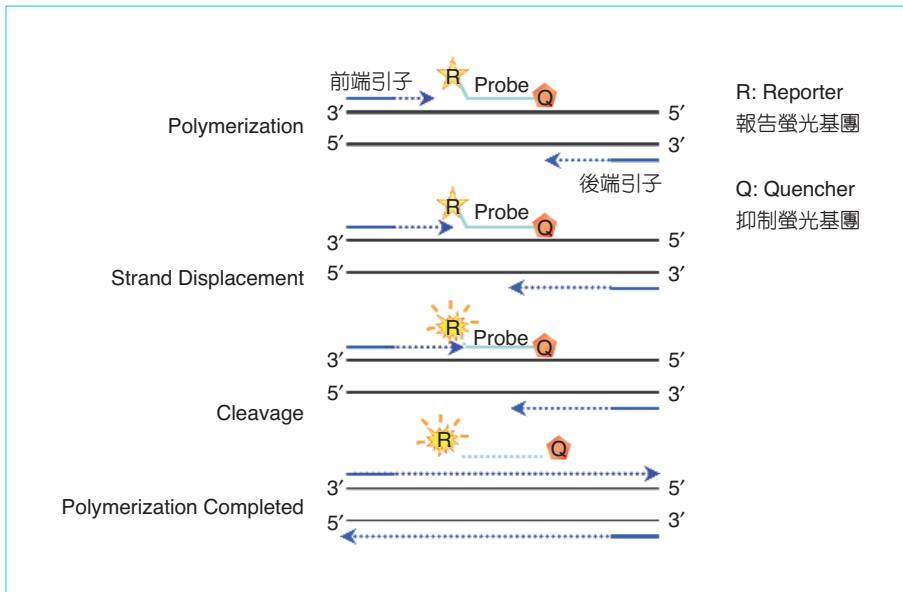 前端引子
R
Probe
Q
3′
5′
Polymerization
5′
3′
後端引子
R: Reporter
報告螢光基團
Q: Quencher
抑制螢光基團
R
Probe
Q
3′
5′
Strand Displacement
5′
3′
R
Probe
Q
3′
5′
Cleavage
5′
3′
R
Q
3′
5′
Polymerization Completed
5′
3′